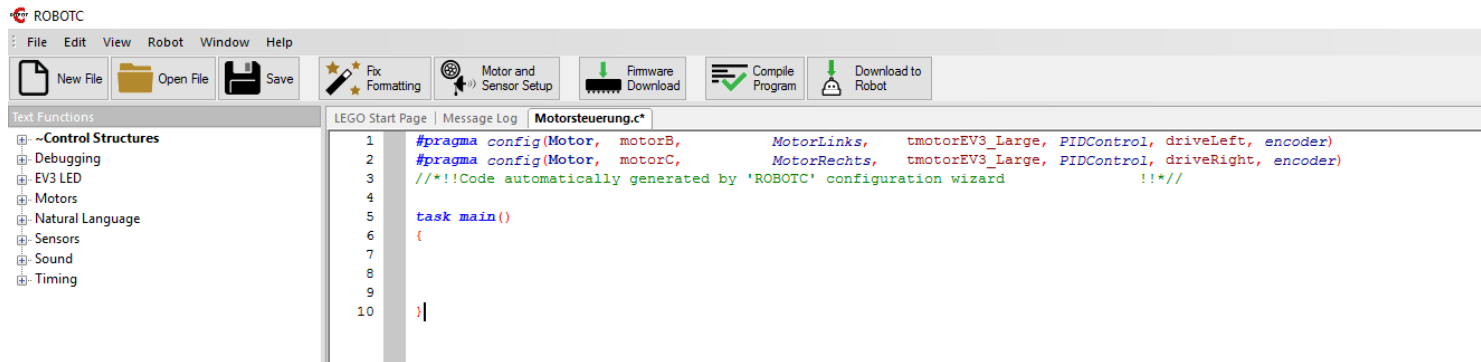 ROBOTC
File Edit View Robot Window Help
New File Open File Save Fix Formatting Motor and Sensor Setup Firmware Download Compile Program Download to Robot
Text Functions
LEGO Start Page | Message Log Motorsteuerung.c*
~Control Structures
Debugging
EV3 LED
Motors
Natural Language
Sensors
Sound
Timing
1 #pragma config(Motor, motorB, MotorLinks, tmotorEV3_Large, PIDControl, driveLeft, encoder)
2 #pragma config(Motor, motorC, MotorRechts, tmotorEV3_Large, PIDControl, driveRight, encoder)
3 //*!!Code automatically generated by 'ROBOTC' configuration wizard !!*//
4
5 task main()
6 {
7
8
9
10 }